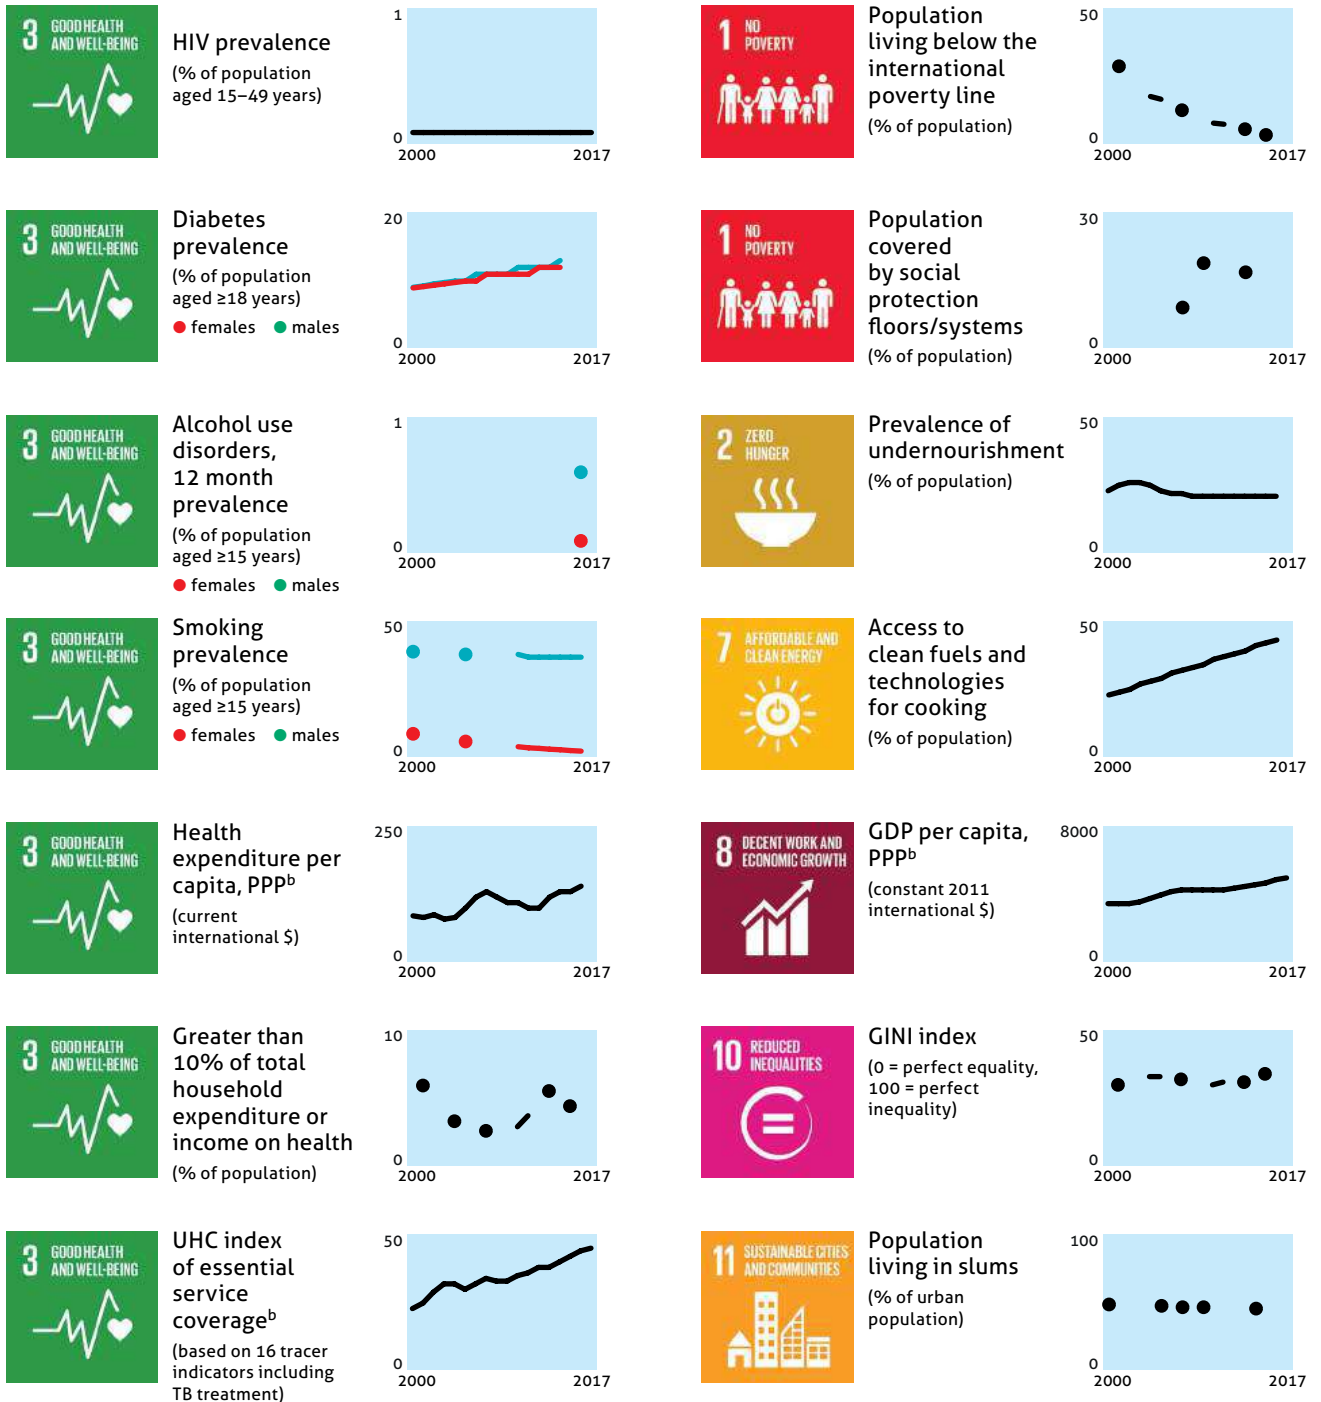 3 GOOD HEALTH
AND WELL-BEING
HIV prevalence
(% of population
aged 15–49 years)
1
0
2000 2017
3 GOOD HEALTH
AND WELL-BEING
Diabetes
prevalence
(% of population
aged ≥18 years)
● females ● males
20
0
2000 2017
3 GOOD HEALTH
AND WELL-BEING
Alcohol use
disorders,
12 month
prevalence
(% of population
aged ≥15 years)
● females ● males
1
0
2000 2017
3 GOOD HEALTH
AND WELL-BEING
Smoking
prevalence
(% of population
aged ≥15 years)
● females ● males
50
0
2000 2017
3 GOOD HEALTH
AND WELL-BEING
Health
expenditure per
capita, PPPᵇ
(current
international $)
250
0
2000 2017
3 GOOD HEALTH
AND WELL-BEING
Greater than
10% of total
household
expenditure or
income on health
(% of population)
10
0
2000 2017
3 GOOD HEALTH
AND WELL-BEING
UHC index
of essential
service
coverageᵇ
(based on 16 tracer
indicators including
TB treatment)
50
0
2000 2017
1 NO
POVERTY
Population
living below the
international
poverty line
(% of population)
50
0
2000 2017
1 NO
POVERTY
Population
covered
by social
protection
floors/systems
(% of population)
30
0
2000 2017
2 ZERO
HUNGER
Prevalence of
undernourishment
(% of population)
50
0
2000 2017
7 AFFORDABLE AND
CLEAN ENERGY
Access to
clean fuels and
technologies
for cooking
(% of population)
50
0
2000 2017
8 DECENT WORK AND
ECONOMIC GROWTH
GDP per capita,
PPPᵇ
(constant 2011
international $)
8000
0
2000 2017
10 REDUCED
INEQUALITIES
GINI index
(0 = perfect equality,
100 = perfect
inequality)
50
0
2000 2017
11 SUSTAINABLE CITIES
AND COMMUNITIES
Population
living in slums
(% of urban
population)
100
0
2000 2017